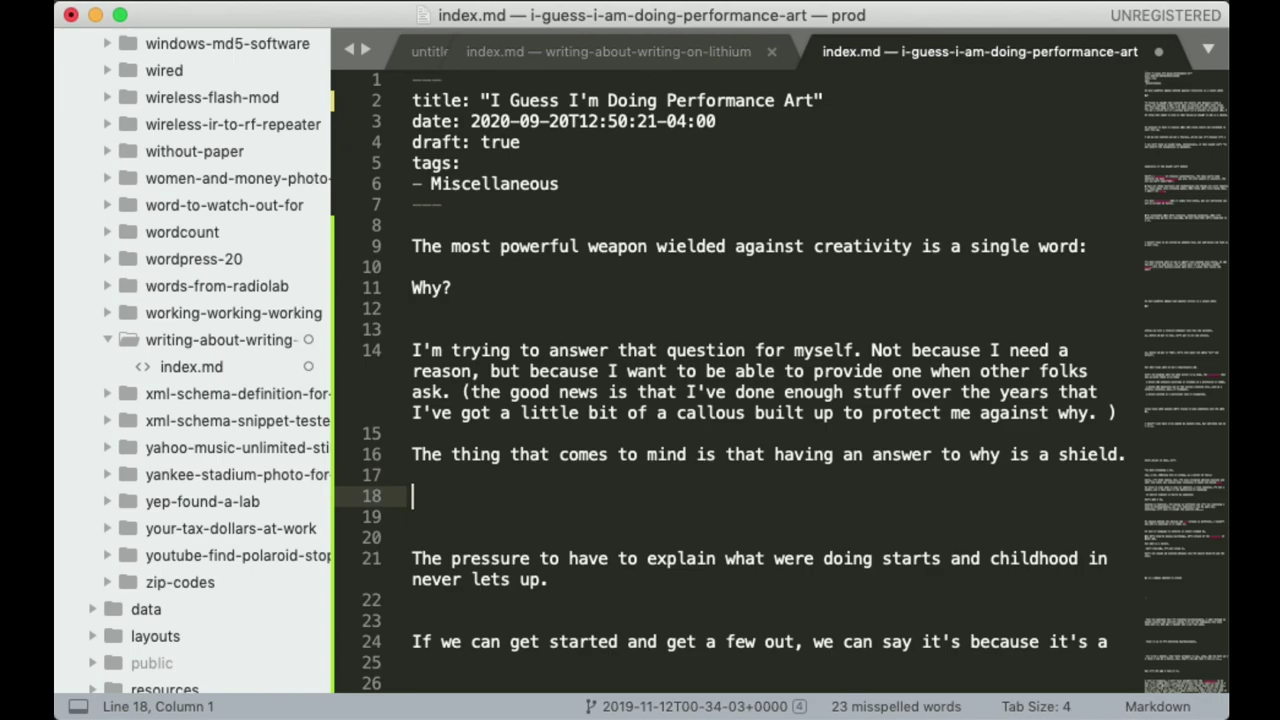 index.md — i-guess-i-am-doing-performance-art — prod
UNREGISTERED
windows-md5-software
wired
wireless-flash-mod
wireless-ir-to-rf-repeater
without-paper
women-and-money-photo-
word-to-watch-out-for
wordcount
wordpress-20
words-from-radiolab
working-working-working
writing-about-writing-
index.md
xml-schema-definition-for-
xml-schema-snippet-teste
yahoo-music-unlimited-sti
yankee-stadium-photo-for-
yep-found-a-lab
your-tax-dollars-at-work
youtube-find-polaroid-stop
zip-codes
data
layouts
public
resources
untitle
index.md — writing-about-writing-on-lithium
index.md — i-guess-i-am-doing-performance-art
1 ---
2 title: "I Guess I'm Doing Performance Art"
3 date: 2020-09-20T12:50:21-04:00
4 draft: true
5 tags:
6 - Miscellaneous
7 ---
8
9 The most powerful weapon wielded against creativity is a single word:
10
11 Why?
12
13
14 I'm trying to answer that question for myself. Not because I need a
reason, but because I want to be able to provide one when other folks
ask. (the good news is that I've done enough stuff over the years that
I've got a little bit of a callous built up to protect me against why. )
15
16 The thing that comes to mind is that having an answer to why is a shield.
17
18
19
20
21 The pressure to have to explain what were doing starts and childhood in
never lets up.
22
23
24 If we can get started and get a few out, we can say it's because it's a
25
26
Line 18, Column 1
2019-11-12T00-34-03+0000 4
23 misspelled words
Tab Size: 4
Markdown